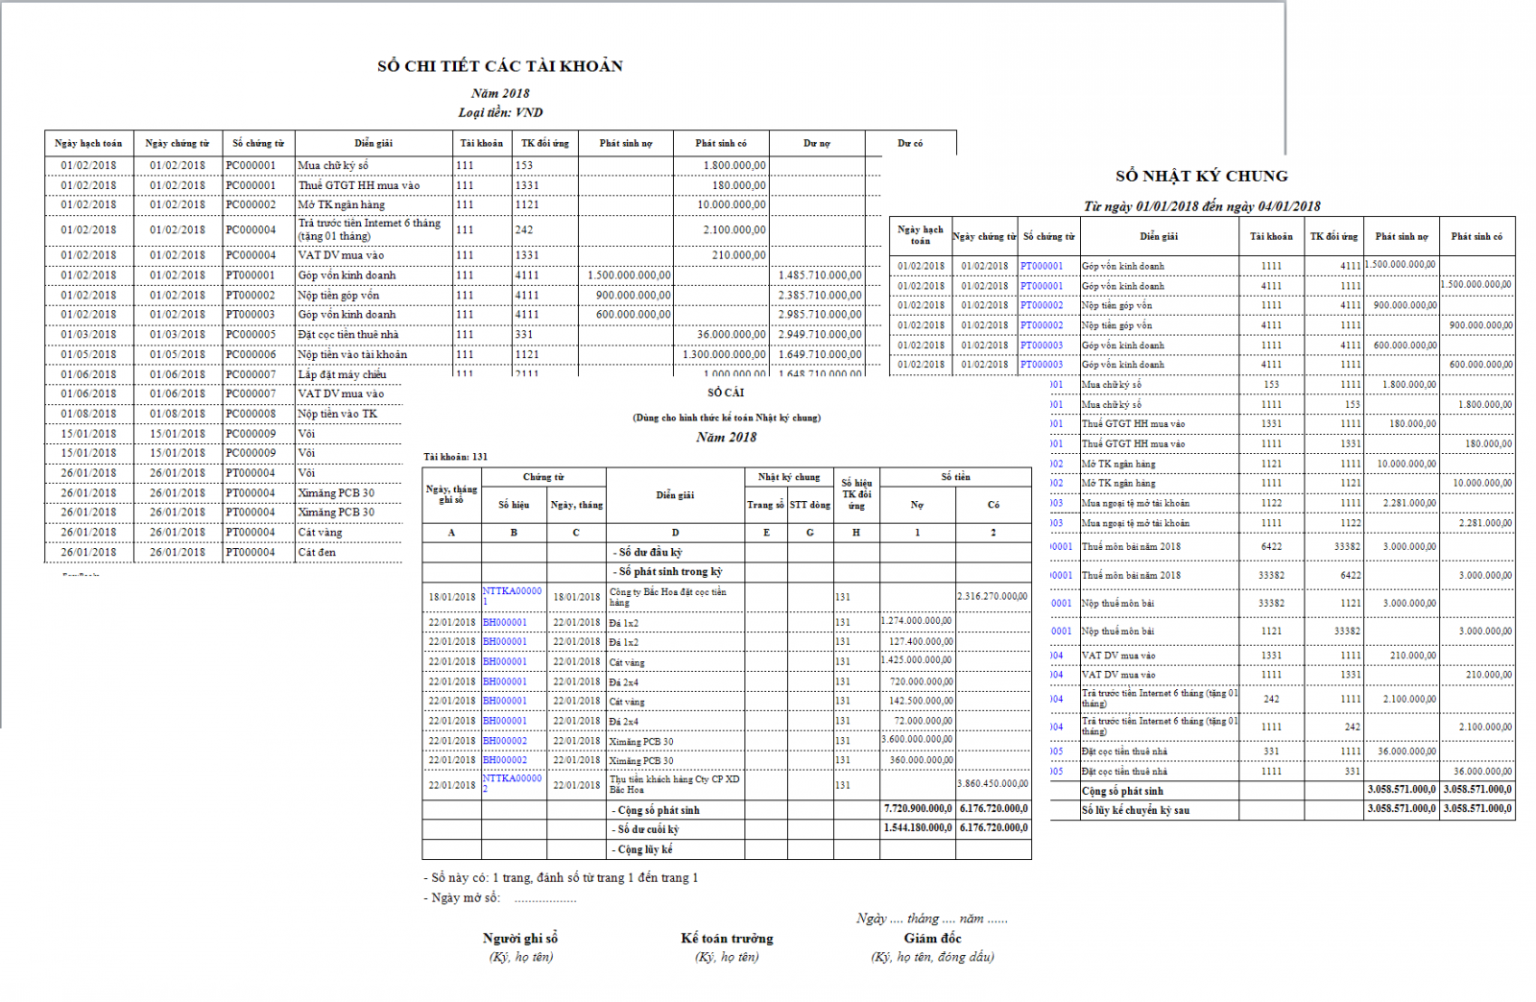 SỔ CHI TIẾT CÁC TÀI KHOẢN
Năm 2018
Loại tiền: VND
Ngày hạch toán Ngày chứng từ Số chứng từ Diễn giải Tài khoản TK đối ứng Phát sinh nợ Phát sinh có Dư nợ Dư có
01/02/2018 01/02/2018 PC000001 Mua chữ ký số 111 153 1.800.000,00
01/02/2018 01/02/2018 PC000001 Thuế GTGT HH mua vào 111 1331 180.000,00
01/02/2018 01/02/2018 PC000002 Mở TK ngân hàng 111 1121 10.000.000,00
01/02/2018 01/02/2018 PC000004 Trả trước tiền Internet 6 tháng (tặng 01 tháng) 111 242 2.100.000,00
01/02/2018 01/02/2018 PC000004 VAT DV mua vào 111 1331 210.000,00
01/02/2018 01/02/2018 PT000001 Góp vốn kinh doanh 111 4111 1.500.000.000,00 1.485.710.000,00
01/02/2018 01/02/2018 PT000002 Nộp tiền góp vốn 111 4111 900.000.000,00 2.385.710.000,00
01/02/2018 01/02/2018 PT000003 Góp vốn kinh doanh 111 4111 600.000.000,00 2.985.710.000,00
01/03/2018 01/03/2018 PC000005 Đặt cọc tiền thuê nhà 111 331 36.000.000,00 2.949.710.000,00
01/05/2018 01/05/2018 PC000006 Nộp tiền vào tài khoản 111 1121 1.300.000.000,00 1.649.710.000,00
01/06/2018 01/06/2018 PC000007 Lắp đặt máy chiếu 111 2111 1.000.000,00 1.648.710.000,00
01/06/2018 01/06/2018 PC000007 VAT DV mua vào
01/08/2018 01/08/2018 PC000008 Nộp tiền vào TK
15/01/2018 15/01/2018 PC000009 Vôi
15/01/2018 15/01/2018 PC000009 Vôi
26/01/2018 26/01/2018 PT000004 Vôi
26/01/2018 26/01/2018 PT000004 Ximăng PCB 30
26/01/2018 26/01/2018 PT000004 Ximăng PCB 30
26/01/2018 26/01/2018 PT000004 Cát vàng
26/01/2018 26/01/2018 PT000004 Cát đen
SỔ NHẬT KÝ CHUNG
Từ ngày 01/01/2018 đến ngày 04/01/2018
Ngày hạch toán Ngày chứng từ Số chứng từ Diễn giải Tài khoản TK đối ứng Phát sinh nợ Phát sinh có
01/02/2018 01/02/2018 PT000001 Góp vốn kinh doanh 1111 4111 1.500.000.000,00
01/02/2018 01/02/2018 PT000001 Góp vốn kinh doanh 4111 1111 1.500.000.000,00
01/02/2018 01/02/2018 PT000002 Nộp tiền góp vốn 1111 4111 900.000.000,00
01/02/2018 01/02/2018 PT000002 Nộp tiền góp vốn 4111 1111 900.000.000,00
01/02/2018 01/02/2018 PT000003 Góp vốn kinh doanh 1111 4111 600.000.000,00
01/02/2018 01/02/2018 PT000003 Góp vốn kinh doanh 4111 1111 600.000.000,00
001 Mua chữ ký số 153 1111 1.800.000,00
001 Mua chữ ký số 1111 153 1.800.000,00
001 Thuế GTGT HH mua vào 1331 1111 180.000,00
001 Thuế GTGT HH mua vào 1111 1331 180.000,00
002 Mở TK ngân hàng 1121 1111 10.000.000,00
002 Mở TK ngân hàng 1111 1121 10.000.000,00
003 Mua ngoại tệ mở tài khoản 1122 1111 2.281.000,00
003 Mua ngoại tệ mở tài khoản 1111 1122 2.281.000,00
0001 Thuế môn bài năm 2018 6422 33382 3.000.000,00
0001 Thuế môn bài năm 2018 33382 6422 3.000.000,00
0001 Nộp thuế môn bài 33382 1121 3.000.000,00
0001 Nộp thuế môn bài 1121 33382 3.000.000,00
004 VAT DV mua vào 1331 1111 210.000,00
004 VAT DV mua vào 1111 1331 210.000,00
004 Trả trước tiền Internet 6 tháng (tặng 01 tháng) 242 1111 2.100.000,00
004 Trả trước tiền Internet 6 tháng (tặng 01 tháng) 1111 242 2.100.000,00
005 Đặt cọc tiền thuê nhà 331 1111 36.000.000,00
005 Đặt cọc tiền thuê nhà 1111 331 36.000.000,00
Cộng số phát sinh 3.058.571.000,0 3.058.571.000,0
Số lũy kế chuyển kỳ sau 3.058.571.000,0 3.058.571.000,0
SỔ CÁI
(Dùng cho hình thức kế toán Nhật ký chung)
Năm 2018
Tài khoản: 131
Ngày, tháng ghi sổ Chứng từ Diễn giải Nhật ký chung Số hiệu TK đối ứng Số tiền
Số hiệu Ngày, tháng Trang số STT dòng Nợ Có
A B C D E G H 1 2
- Số dư đầu kỳ
- Số phát sinh trong kỳ
18/01/2018 NTTKA000001 18/01/2018 Công ty Bắc Hoa đặt cọc tiền hàng 131 2.316.270.000,00
22/01/2018 BH000001 22/01/2018 Đá 1x2 131 1.274.000.000,00
22/01/2018 BH000001 22/01/2018 Đá 1x2 131 127.400.000,00
22/01/2018 BH000001 22/01/2018 Cát vàng 131 1.425.000.000,00
22/01/2018 BH000001 22/01/2018 Đá 2x4 131 720.000.000,00
22/01/2018 BH000001 22/01/2018 Cát vàng 131 142.500.000,00
22/01/2018 BH000001 22/01/2018 Đá 2x4 131 72.000.000,00
22/01/2018 BH000002 22/01/2018 Ximăng PCB 30 131 3.600.000.000,00
22/01/2018 BH000002 22/01/2018 Ximăng PCB 30 131 360.000.000,00
22/01/2018 NTTKA000002 22/01/2018 Thu tiền khách hàng Cty CP XD Bắc Hoa 131 3.860.450.000,00
- Cộng số phát sinh 7.720.900.000,0 6.176.720.000,0
- Số dư cuối kỳ 1.544.180.000,0 6.176.720.000,0
- Cộng lũy kế
- Sổ này có: 1 trang, đánh số từ trang 1 đến trang 1
- Ngày mở sổ: ...................
Ngày .... tháng .... năm ......
Người ghi sổ Kế toán trưởng Giám đốc
(Ký, họ tên) (Ký, họ tên) (Ký, họ tên, đóng dấu)